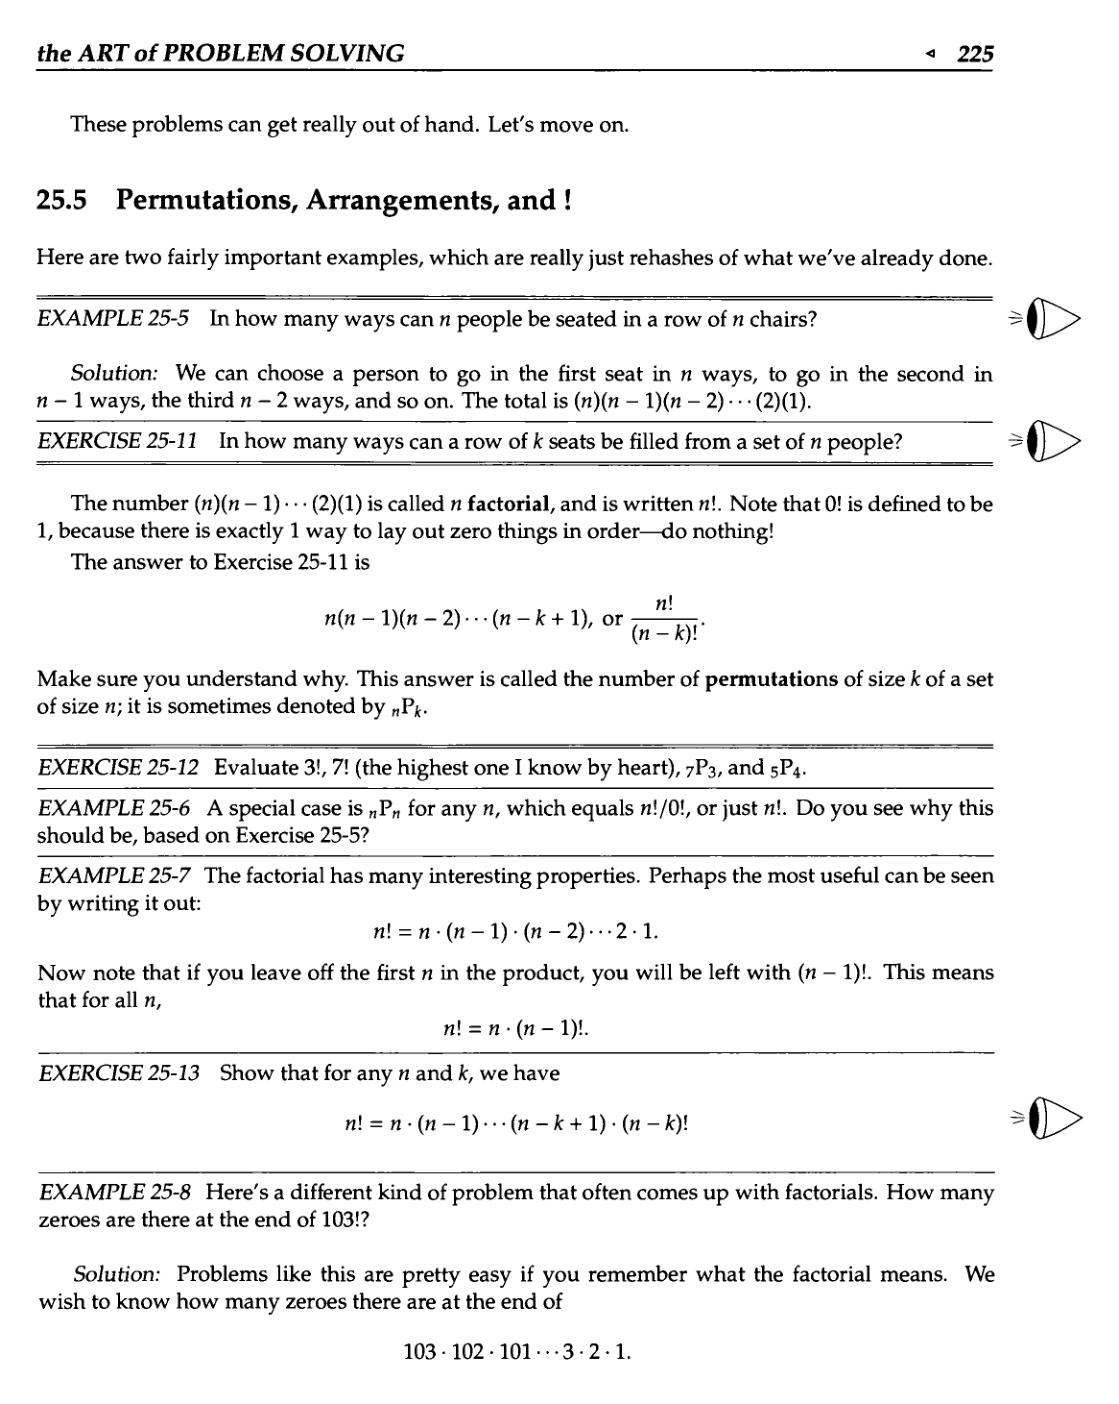 the ART of PROBLEM SOLVING ◃ 225
These problems can get really out of hand. Let's move on.
25.5 Permutations, Arrangements, and !
Here are two fairly important examples, which are really just rehashes of what we've already done.
EXAMPLE 25-5 In how many ways can n people be seated in a row of n chairs?
Solution: We can choose a person to go in the first seat in n ways, to go in the second in
n − 1 ways, the third n − 2 ways, and so on. The total is (n)(n − 1)(n − 2) ··· (2)(1).
EXERCISE 25-11 In how many ways can a row of k seats be filled from a set of n people?
The number (n)(n − 1) ··· (2)(1) is called n factorial, and is written n!. Note that 0! is defined to be
1, because there is exactly 1 way to lay out zero things in order—do nothing!
The answer to Exercise 25-11 is
n(n − 1)(n − 2) ··· (n − k + 1), or n!/(n − k)!.
Make sure you understand why. This answer is called the number of permutations of size k of a set
of size n; it is sometimes denoted by ₙPₖ.
EXERCISE 25-12 Evaluate 3!, 7! (the highest one I know by heart), ₇P₃, and ₅P₄.
EXAMPLE 25-6 A special case is ₙPₙ for any n, which equals n!/0!, or just n!. Do you see why this
should be, based on Exercise 25-5?
EXAMPLE 25-7 The factorial has many interesting properties. Perhaps the most useful can be seen
by writing it out:
n! = n · (n − 1) · (n − 2) ··· 2 · 1.
Now note that if you leave off the first n in the product, you will be left with (n − 1)!. This means
that for all n,
n! = n · (n − 1)!.
EXERCISE 25-13 Show that for any n and k, we have
n! = n · (n − 1) ··· (n − k + 1) · (n − k)!
EXAMPLE 25-8 Here's a different kind of problem that often comes up with factorials. How many
zeroes are there at the end of 103!?
Solution: Problems like this are pretty easy if you remember what the factorial means. We
wish to know how many zeroes there are at the end of
103 · 102 · 101 ··· 3 · 2 · 1.